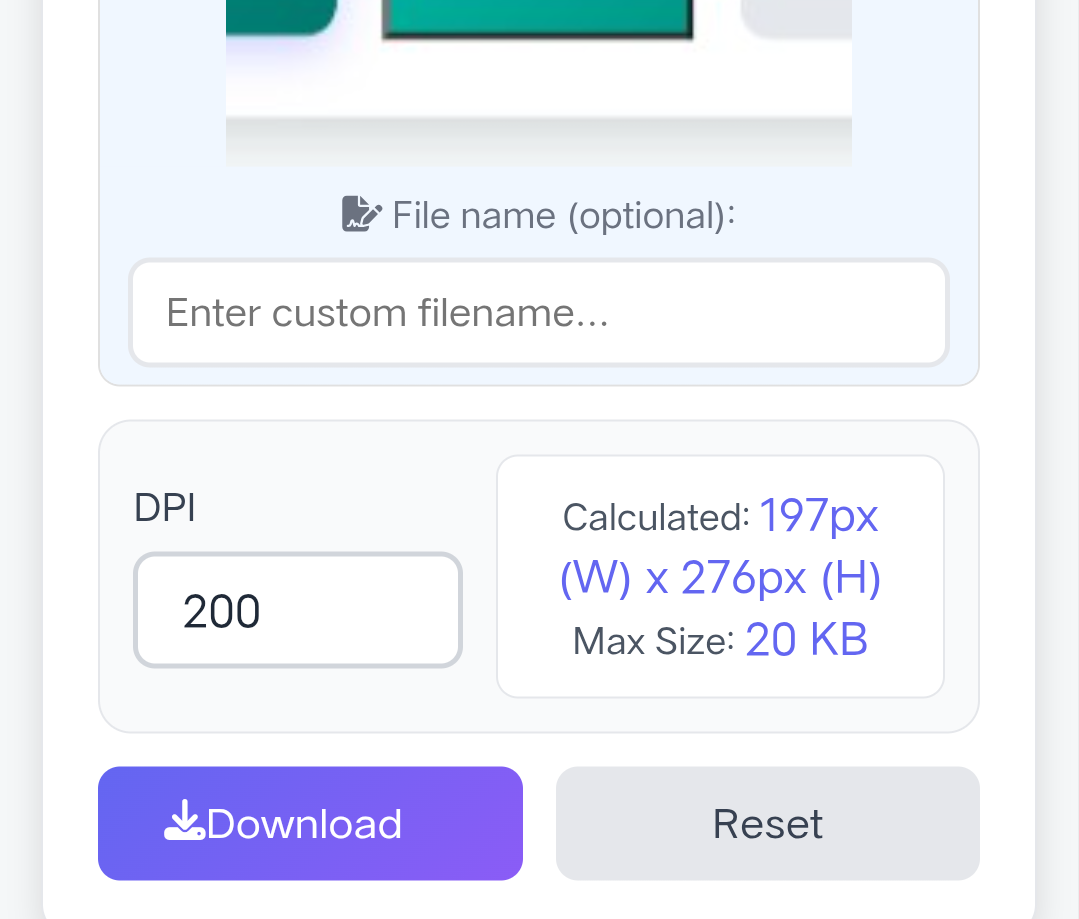 File name (optional):
Enter custom filename...
DPI
200
Calculated: 197px
(W) x 276px (H)
Max Size: 20 KB
Download
Reset